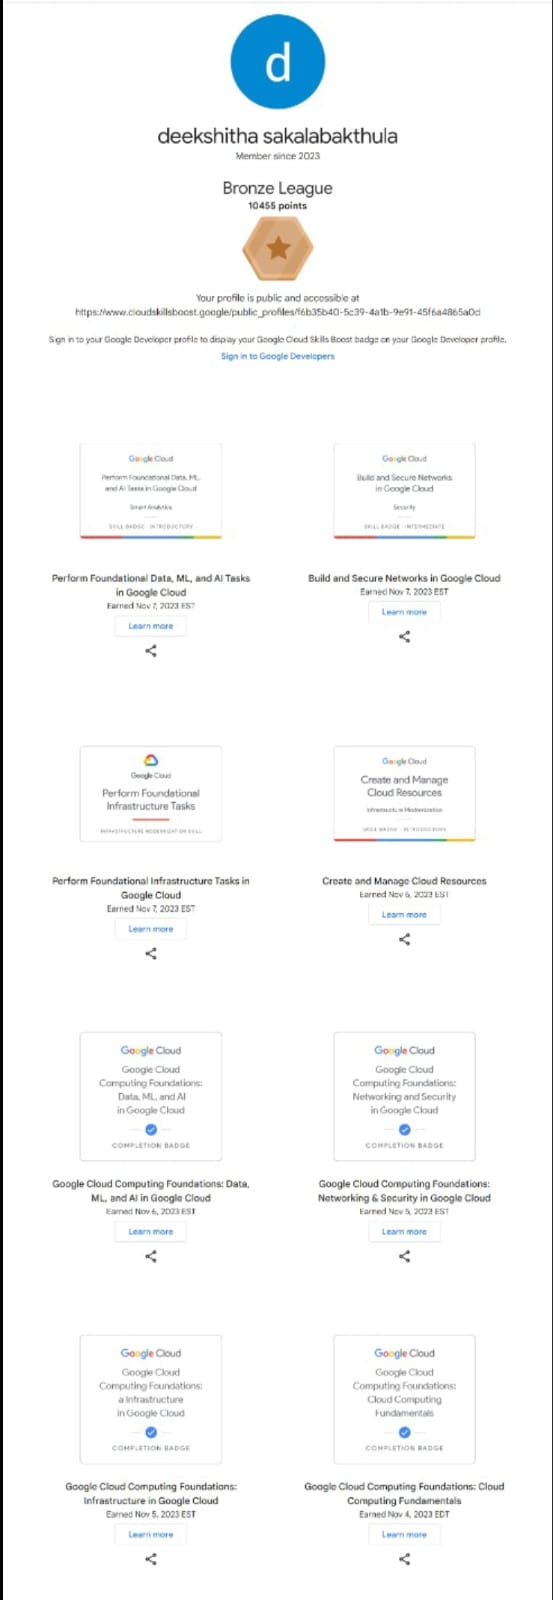 d
deekshitha sakalabakthula
Member since 2023
Bronze League
10455 points
Your profile is public and accessible at
https://www.cloudskillsboost.google/public_profiles/f6b35b40-5c39-4a1b-9e91-45f6a4865a0d
Sign in to your Google Developer profile to display your Google Cloud Skills Boost badge on your Google Developer profile.
Sign in to Google Developers
Google Cloud
Perform Foundational Data, ML,
and AI Tasks in Google Cloud
Smart Analytics
SKILL BADGE · INTRODUCTORY
Perform Foundational Data, ML, and AI Tasks
in Google Cloud
Earned Nov 7, 2023 EST
Learn more
Google Cloud
Build and Secure Networks
in Google Cloud
Security
SKILL BADGE · INTERMEDIATE
Build and Secure Networks in Google Cloud
Earned Nov 7, 2023 EST
Learn more
Google Cloud
Perform Foundational
Infrastructure Tasks
INFRASTRUCTURE MODERNIZATION SKILL
Perform Foundational Infrastructure Tasks in
Google Cloud
Earned Nov 7, 2023 EST
Learn more
Google Cloud
Create and Manage
Cloud Resources
Infrastructure Modernization
SKILL BADGE · INTRODUCTORY
Create and Manage Cloud Resources
Earned Nov 6, 2023 EST
Learn more
Google Cloud
Google Cloud
Computing Foundations:
Data, ML, and AI
in Google Cloud
COMPLETION BADGE
Google Cloud Computing Foundations: Data,
ML, and AI in Google Cloud
Earned Nov 6, 2023 EST
Learn more
Google Cloud
Google Cloud
Computing Foundations:
Networking and Security
in Google Cloud
COMPLETION BADGE
Google Cloud Computing Foundations:
Networking & Security in Google Cloud
Earned Nov 5, 2023 EST
Learn more
Google Cloud
Google Cloud
Computing Foundations:
a Infrastructure
in Google Cloud
COMPLETION BADGE
Google Cloud Computing Foundations:
Infrastructure in Google Cloud
Earned Nov 5, 2023 EST
Learn more
Google Cloud
Google Cloud
Computing Foundations:
Cloud Computing
Fundamentals
COMPLETION BADGE
Google Cloud Computing Foundations: Cloud
Computing Fundamentals
Earned Nov 4, 2023 EDT
Learn more